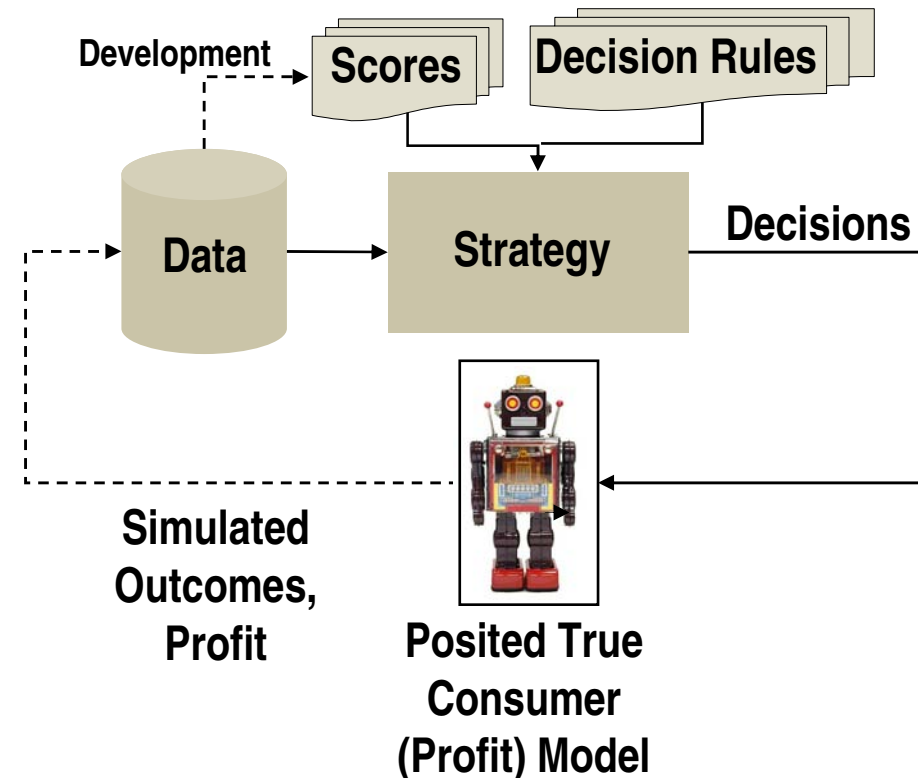 Development
Scores
Decision Rules
Data
Strategy
Decisions
Simulated
Outcomes,
Profit
Posited True
Consumer
(Profit) Model